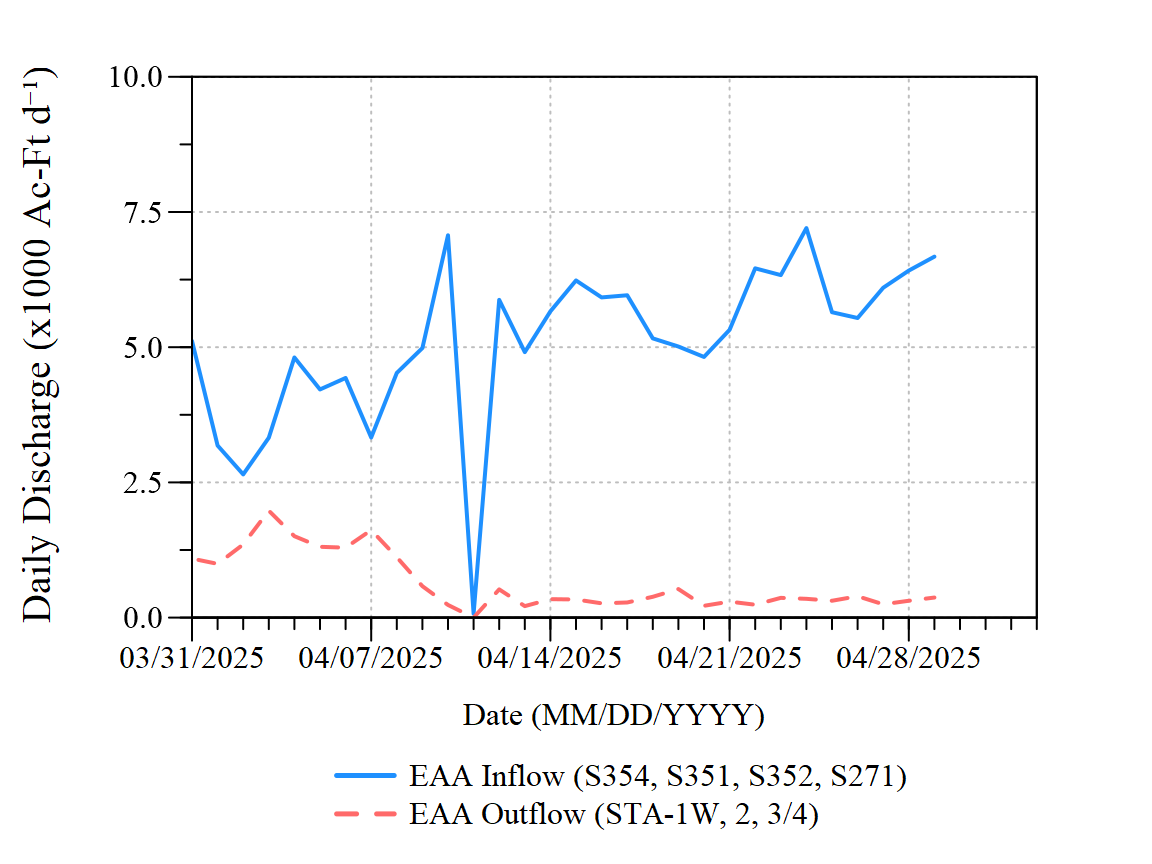 Daily Discharge (x1000 Ac-Ft d⁻¹)
10.0
7.5
5.0
2.5
0.0
03/31/2025 04/07/2025 04/14/2025 04/21/2025 04/28/2025
Date (MM/DD/YYYY)
EAA Inflow (S354, S351, S352, S271)
EAA Outflow (STA-1W, 2, 3/4)